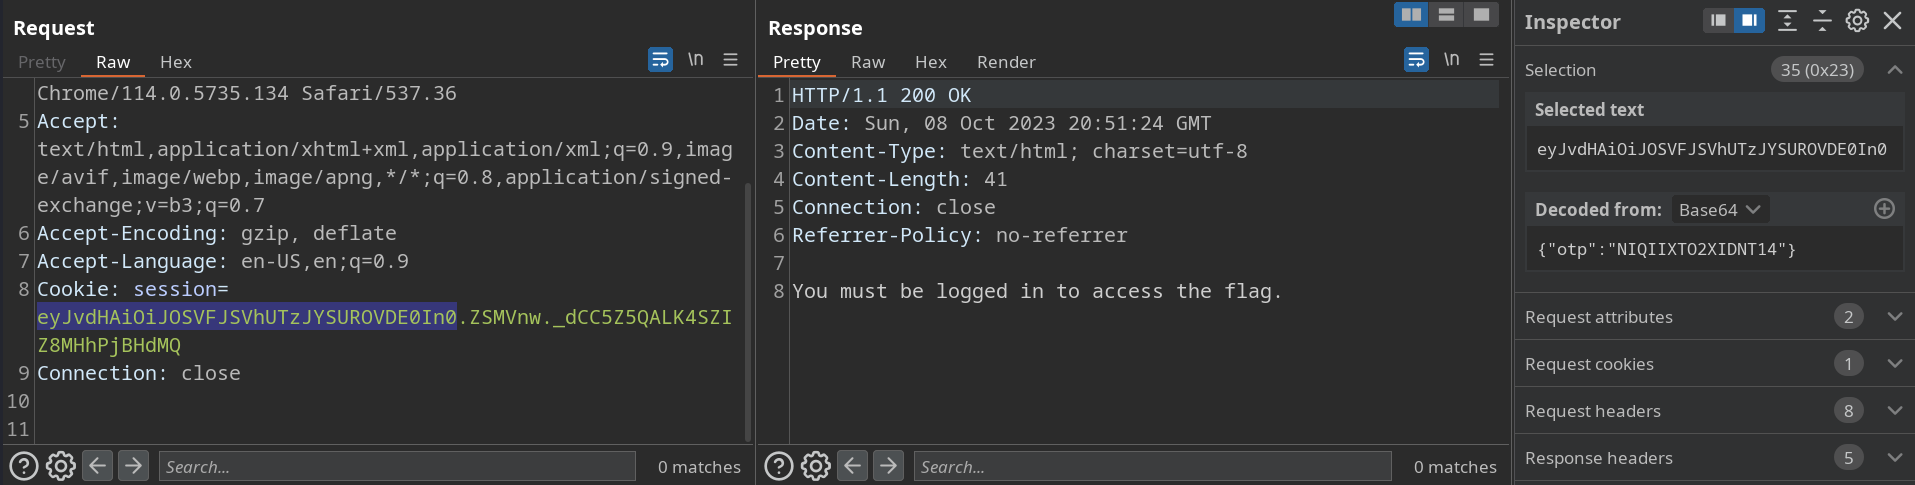 Request
Pretty Raw Hex
\n
Chrome/114.0.5735.134 Safari/537.36
5 Accept:
text/html,application/xhtml+xml,application/xml;q=0.9,imag
e/avif,image/webp,image/apng,*/*;q=0.8,application/signed-
exchange;v=b3;q=0.7
6 Accept-Encoding: gzip, deflate
7 Accept-Language: en-US,en;q=0.9
8 Cookie: session=
eyJvdHAiOiJOSVFJSVhUTzJYSUROVDE0In0.ZSMVnw._dCC5Z5QALK4SZI
Z8MHhPjBHdMQ
9 Connection: close
10
11
Search...
0 matches
Response
Pretty Raw Hex Render
\n
1 HTTP/1.1 200 OK
2 Date: Sun, 08 Oct 2023 20:51:24 GMT
3 Content-Type: text/html; charset=utf-8
4 Content-Length: 41
5 Connection: close
6 Referrer-Policy: no-referrer
7
8 You must be logged in to access the flag.
Search...
0 matches
Inspector
Selection 35 (0x23)
Selected text
eyJvdHAiOiJOSVFJSVhUTzJYSUROVDE0In0
Decoded from: Base64
{"otp":"NIQIIXTO2XIDNT14"}
Request attributes 2
Request cookies 1
Request headers 8
Response headers 5